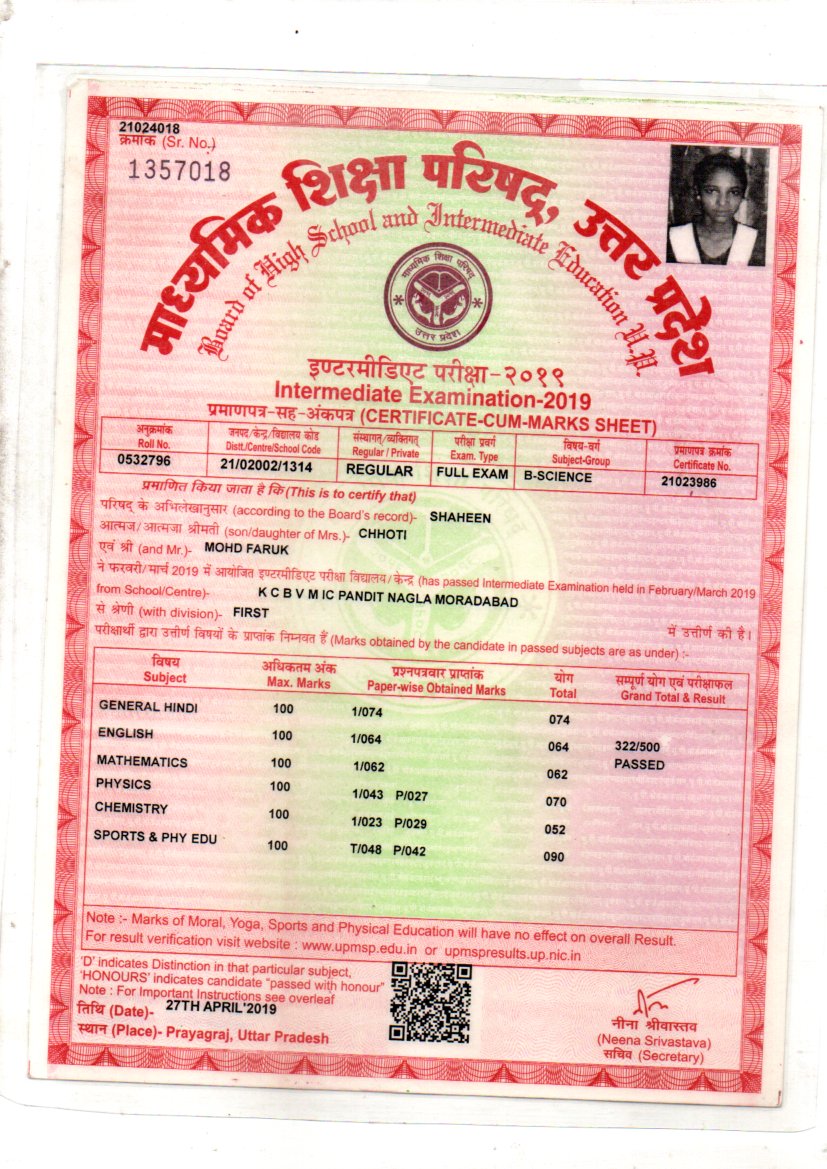 21024018
क्रमांक (Sr. No.)
1357018
माध्यमिक शिक्षा परिषद्, उत्तर प्रदेश
Board of High School and Intermediate Education U.P.
माध्यमिक शिक्षा परिषद्
उत्तर प्रदेश
इण्टरमीडिएट परीक्षा-२०१९
Intermediate Examination-2019
प्रमाणपत्र-सह-अंकपत्र (CERTIFICATE-CUM-MARKS SHEET)
अनुक्रमांक जनपद/केन्द्र/विद्यालय कोड संस्थागत/व्यक्तिगत परीक्षा प्रवर्ग विषय-वर्ग प्रमाणपत्र क्रमांक
Roll No. Distt./Centre/School Code Regular / Private Exam. Type Subject-Group Certificate No.
0532796 21/02002/1314 REGULAR FULL EXAM B-SCIENCE 21023986
प्रमाणित किया जाता है कि (This is to certify that)
परिषद् के अभिलेखानुसार (according to the Board's record)- SHAHEEN
आत्मज/आत्मजा श्रीमती (son/daughter of Mrs.)- CHHOTI
एवं श्री (and Mr.)- MOHD FARUK
ने फरवरी/मार्च 2019 में आयोजित इण्टरमीडिएट परीक्षा विद्यालय/केन्द्र (has passed Intermediate Examination held in February/March 2019
from School/Centre)- K C B V M IC PANDIT NAGLA MORADABAD
से श्रेणी (with division)- FIRST में उत्तीर्ण की है।
परीक्षार्थी द्वारा उत्तीर्ण विषयों के प्राप्तांक निम्नवत हैं (Marks obtained by the candidate in passed subjects are as under) :-
विषय अधिकतम अंक प्रश्नपत्रवार प्राप्तांक योग सम्पूर्ण योग एवं परीक्षाफल
Subject Max. Marks Paper-wise Obtained Marks Total Grand Total & Result
GENERAL HINDI 100 1/074 074
ENGLISH 100 1/064 064 322/500
MATHEMATICS 100 1/062 062 PASSED
PHYSICS 100 1/043 P/027 070
CHEMISTRY 100 1/023 P/029 052
SPORTS & PHY EDU 100 T/048 P/042 090
Note :- Marks of Moral, Yoga, Sports and Physical Education will have no effect on overall Result.
For result verification visit website : www.upmsp.edu.in or upmspresults.up.nic.in
'D' indicates Distinction in that particular subject,
'HONOURS' indicates candidate "passed with honour"
Note : For Important Instructions see overleaf
तिथि (Date)- 27TH APRIL'2019
स्थान (Place)- Prayagraj, Uttar Pradesh
नीना श्रीवास्तव
(Neena Srivastava)
सचिव (Secretary)